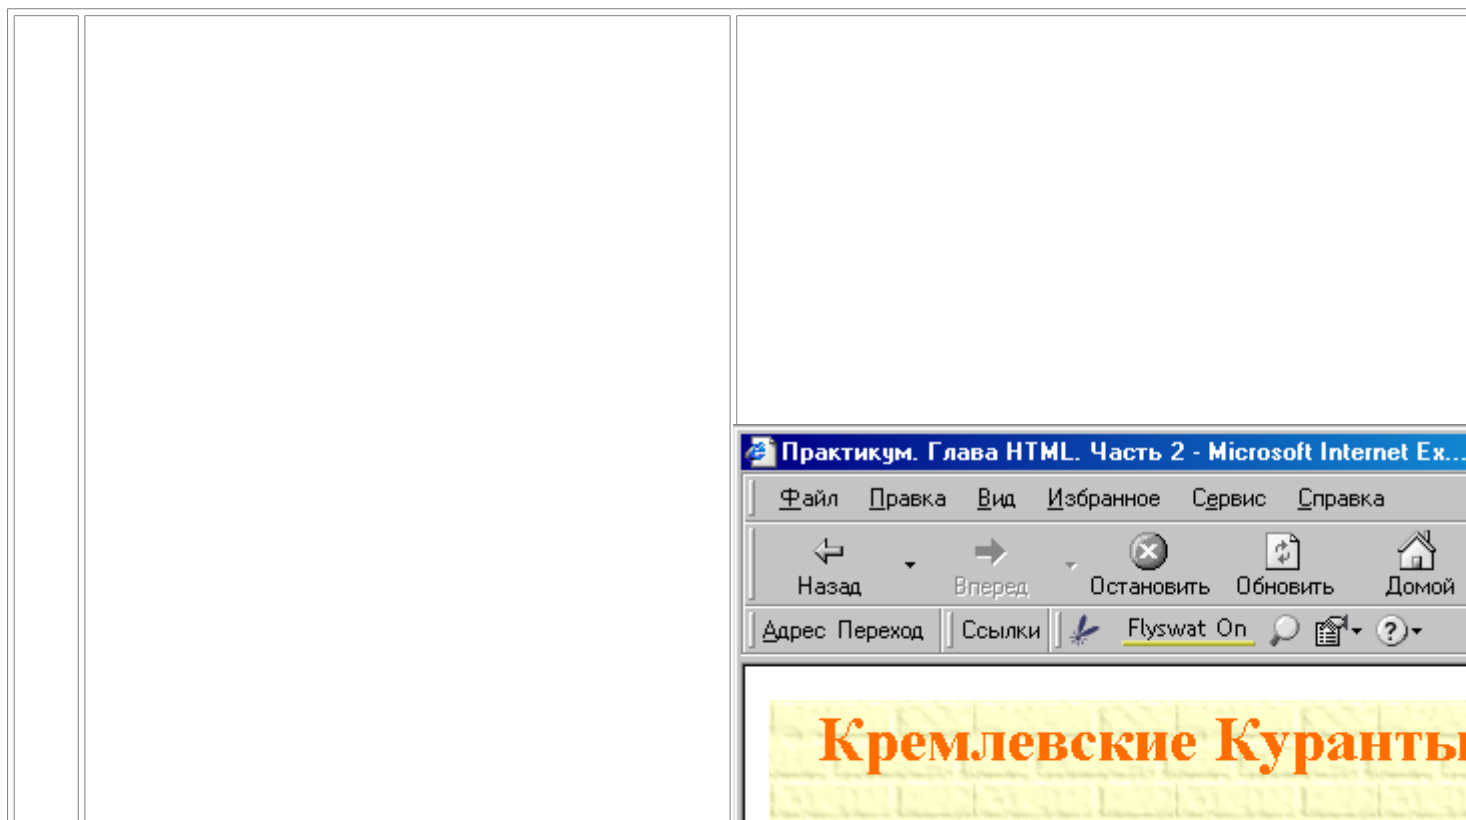 Практикум. Глава HTML. Часть 2 - Microsoft Internet Ex...
Файл Правка Вид Избранное Сервис Справка
Назад Вперед Остановить Обновить Домой
Адрес Переход Ссылки Flyswat On
Кремлевские Куранты